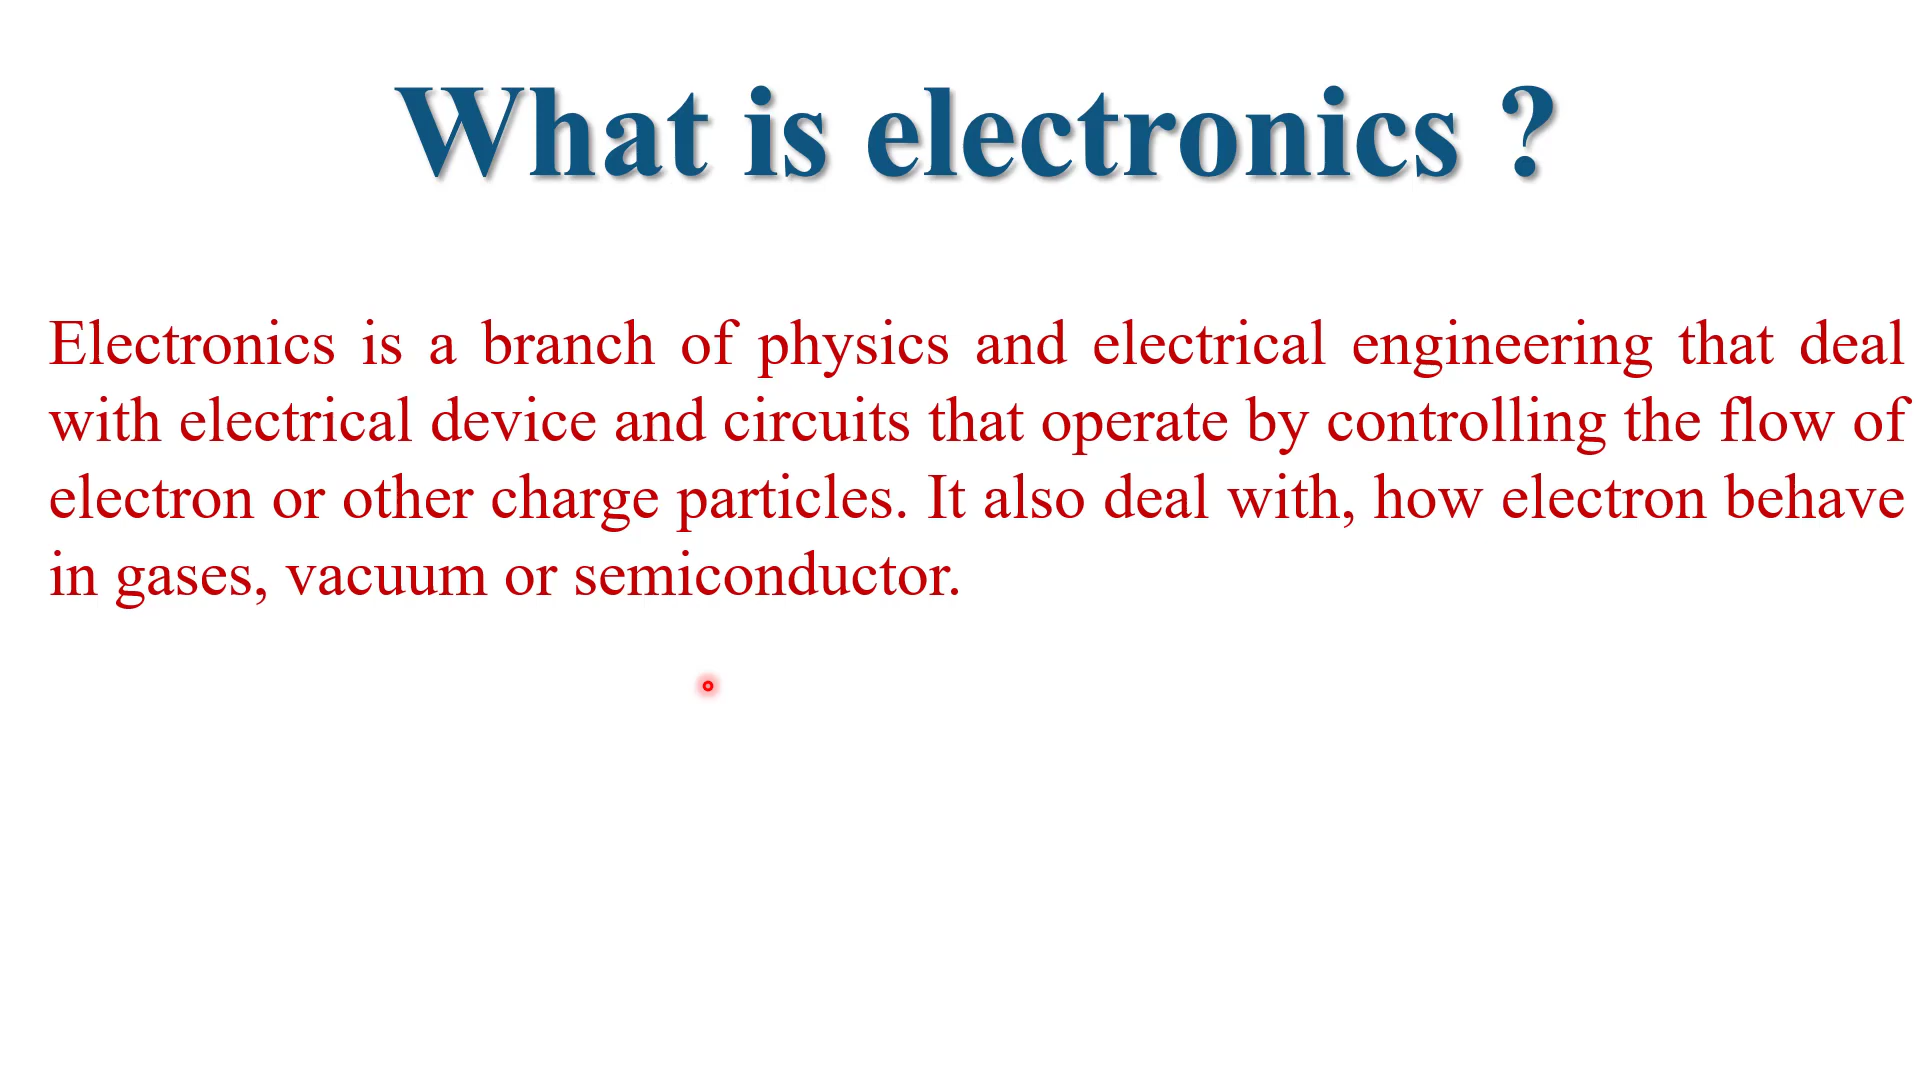 What is electronics ?
Electronics is a branch of physics and electrical engineering that deal
with electrical device and circuits that operate by controlling the flow of
electron or other charge particles. It also deal with, how electron behave
in gases, vacuum or semiconductor.